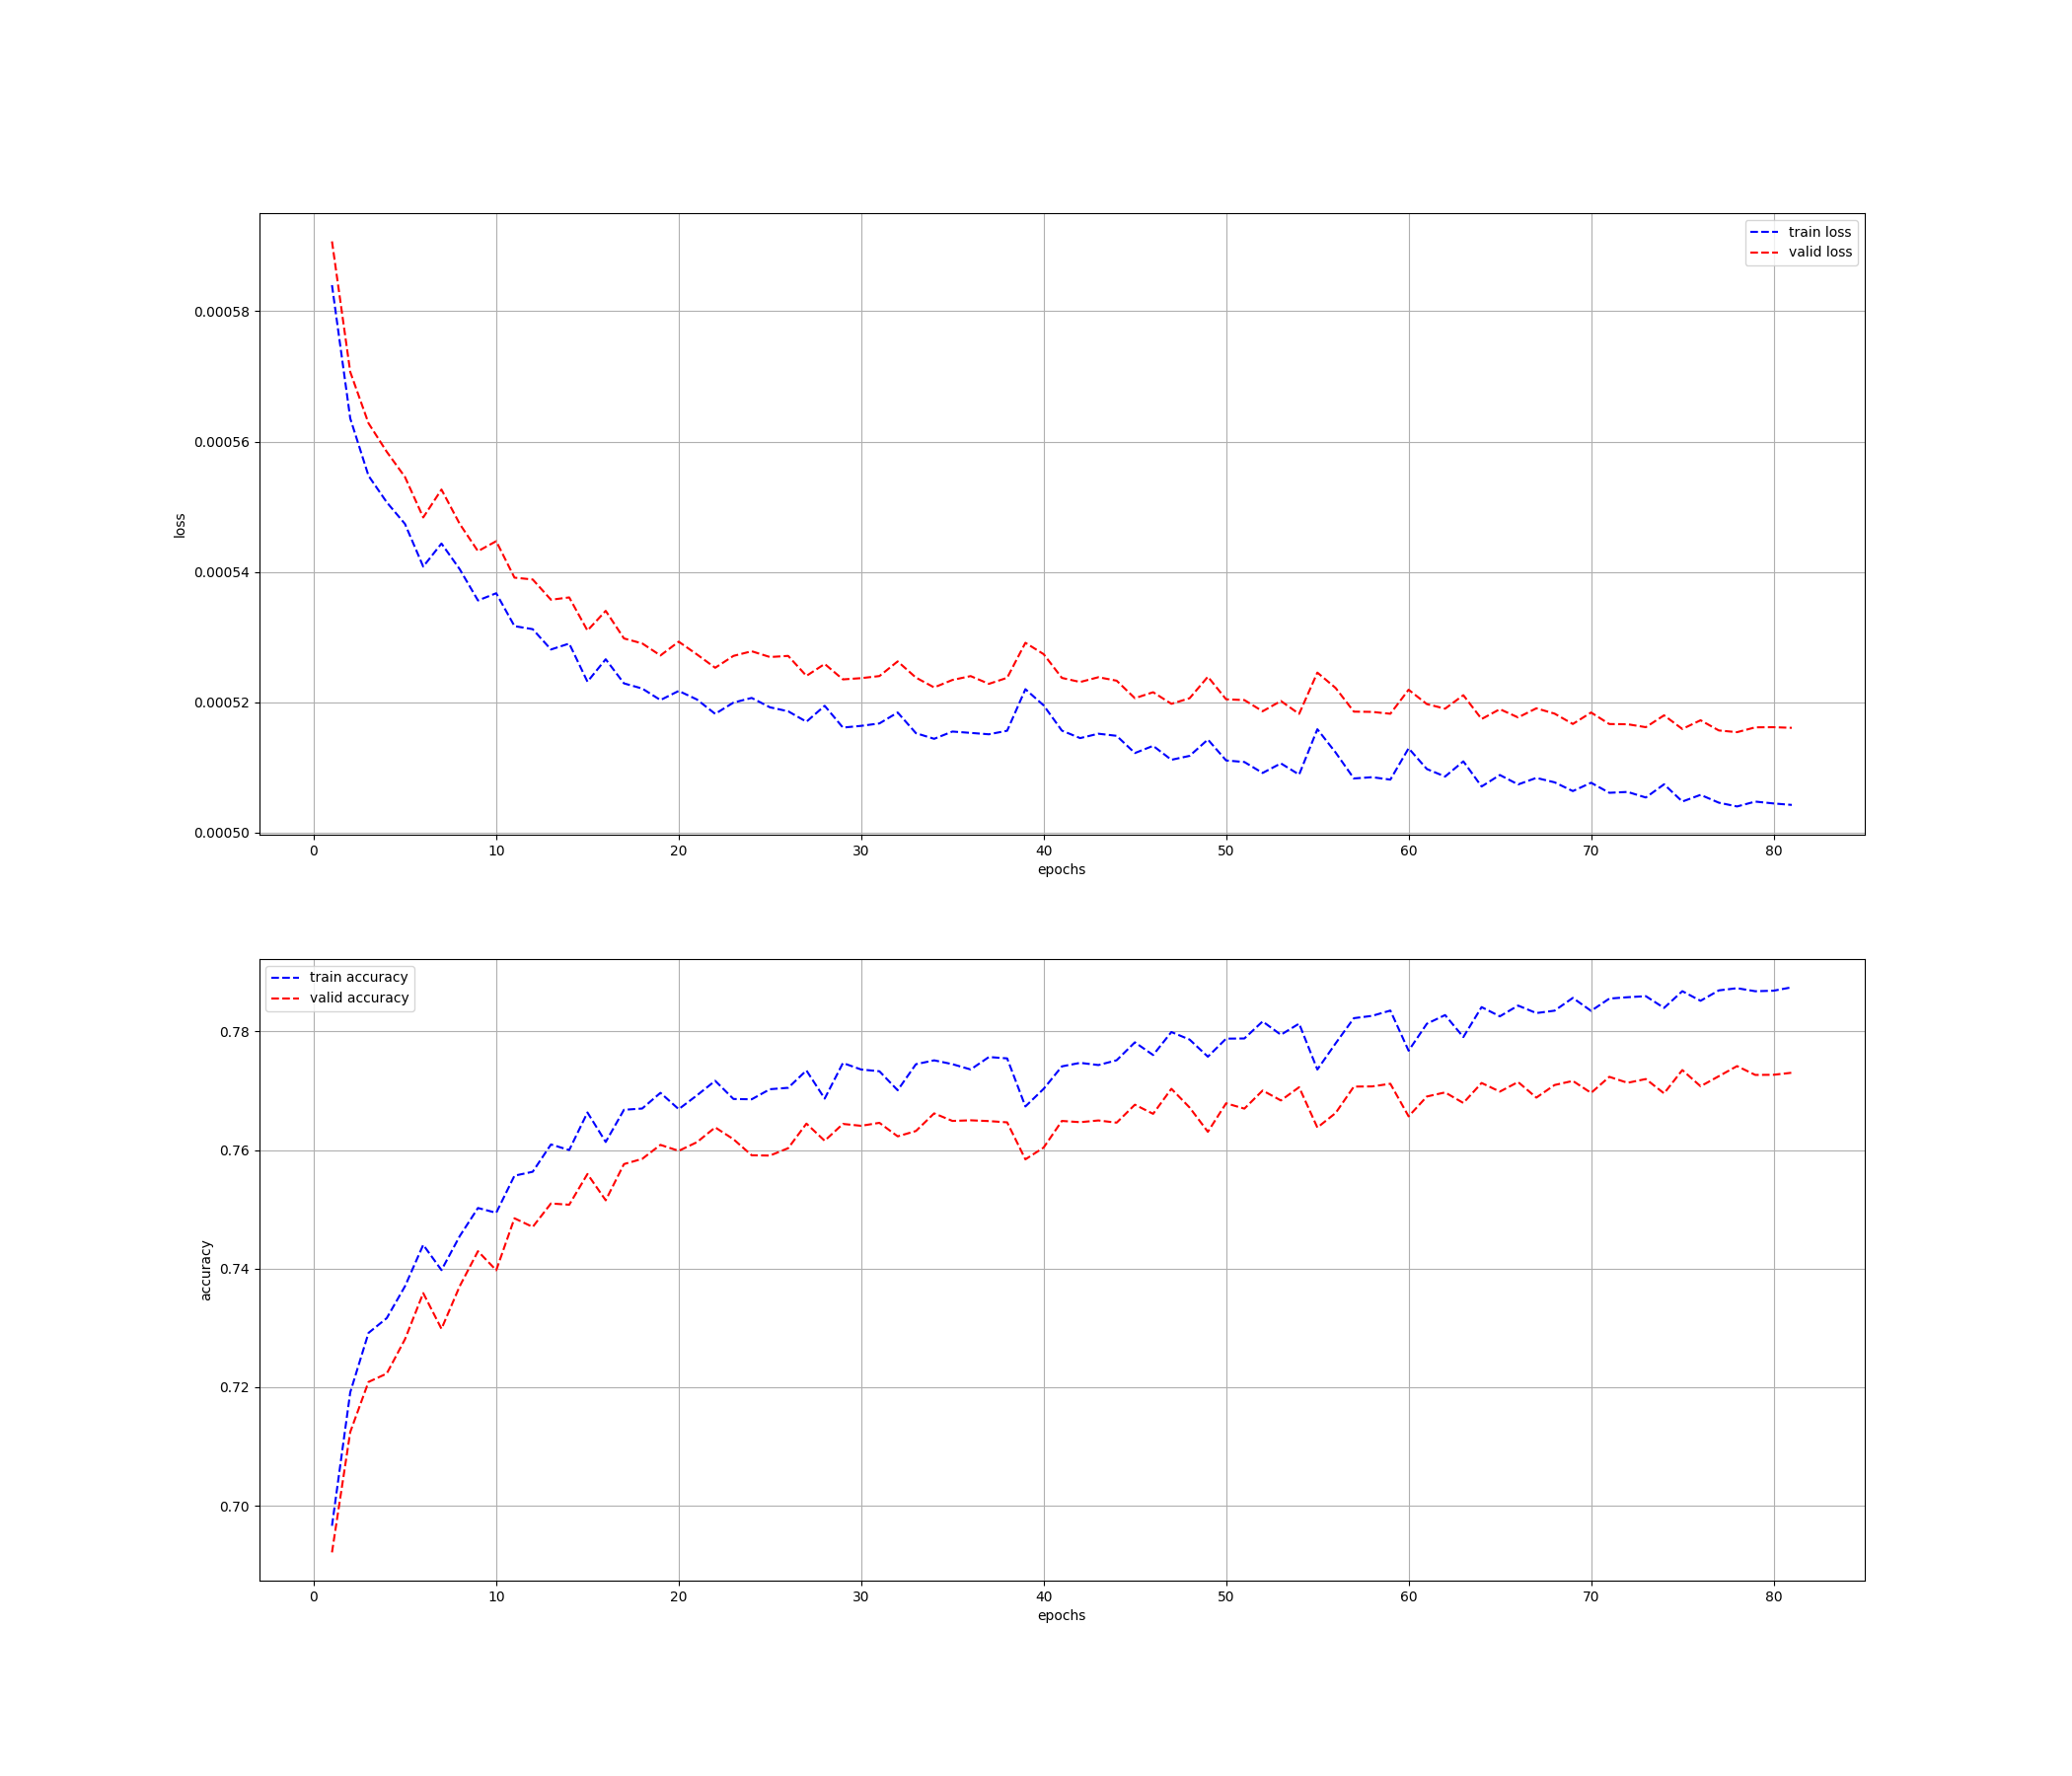 train loss
valid loss
0.00058
0.00056
0.00054
0.00052
0.00050
loss
0 10 20 30 40 50 60 70 80
epochs
train accuracy
valid accuracy
0.78
0.76
0.74
0.72
0.70
accuracy
0 10 20 30 40 50 60 70 80
epochs